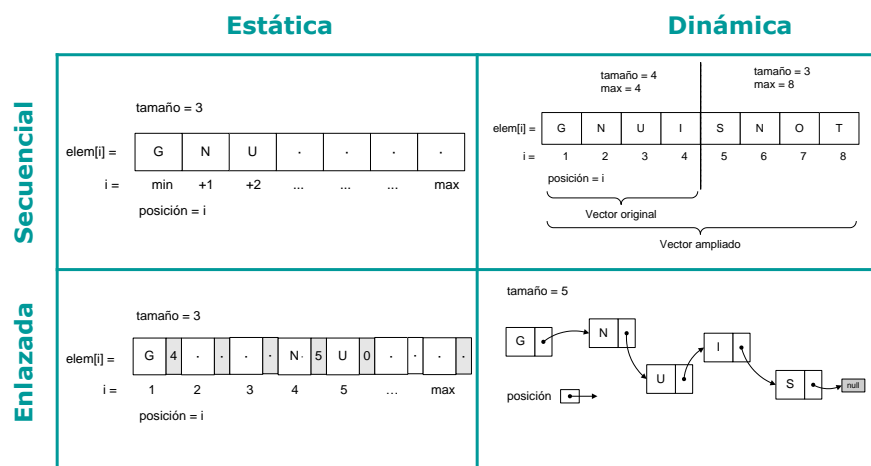 Estática
Dinámica
Secuencial
tamaño = 3
elem[i] = G N U · · · ·
i = min +1 +2 ... ... ... max
posición = i
tamaño = 4 tamaño = 3
max = 4 max = 8
elem[i] = G N U I S N O T
i = 1 2 3 4 5 6 7 8
posición = i
Vector original
Vector ampliado
Enlazada
tamaño = 3
elem[i] = G 4 · · · · N · 5 U 0 · · · ·
i = 1 2 3 4 5 ... max
posición = i
tamaño = 5
G N U I S null
posición